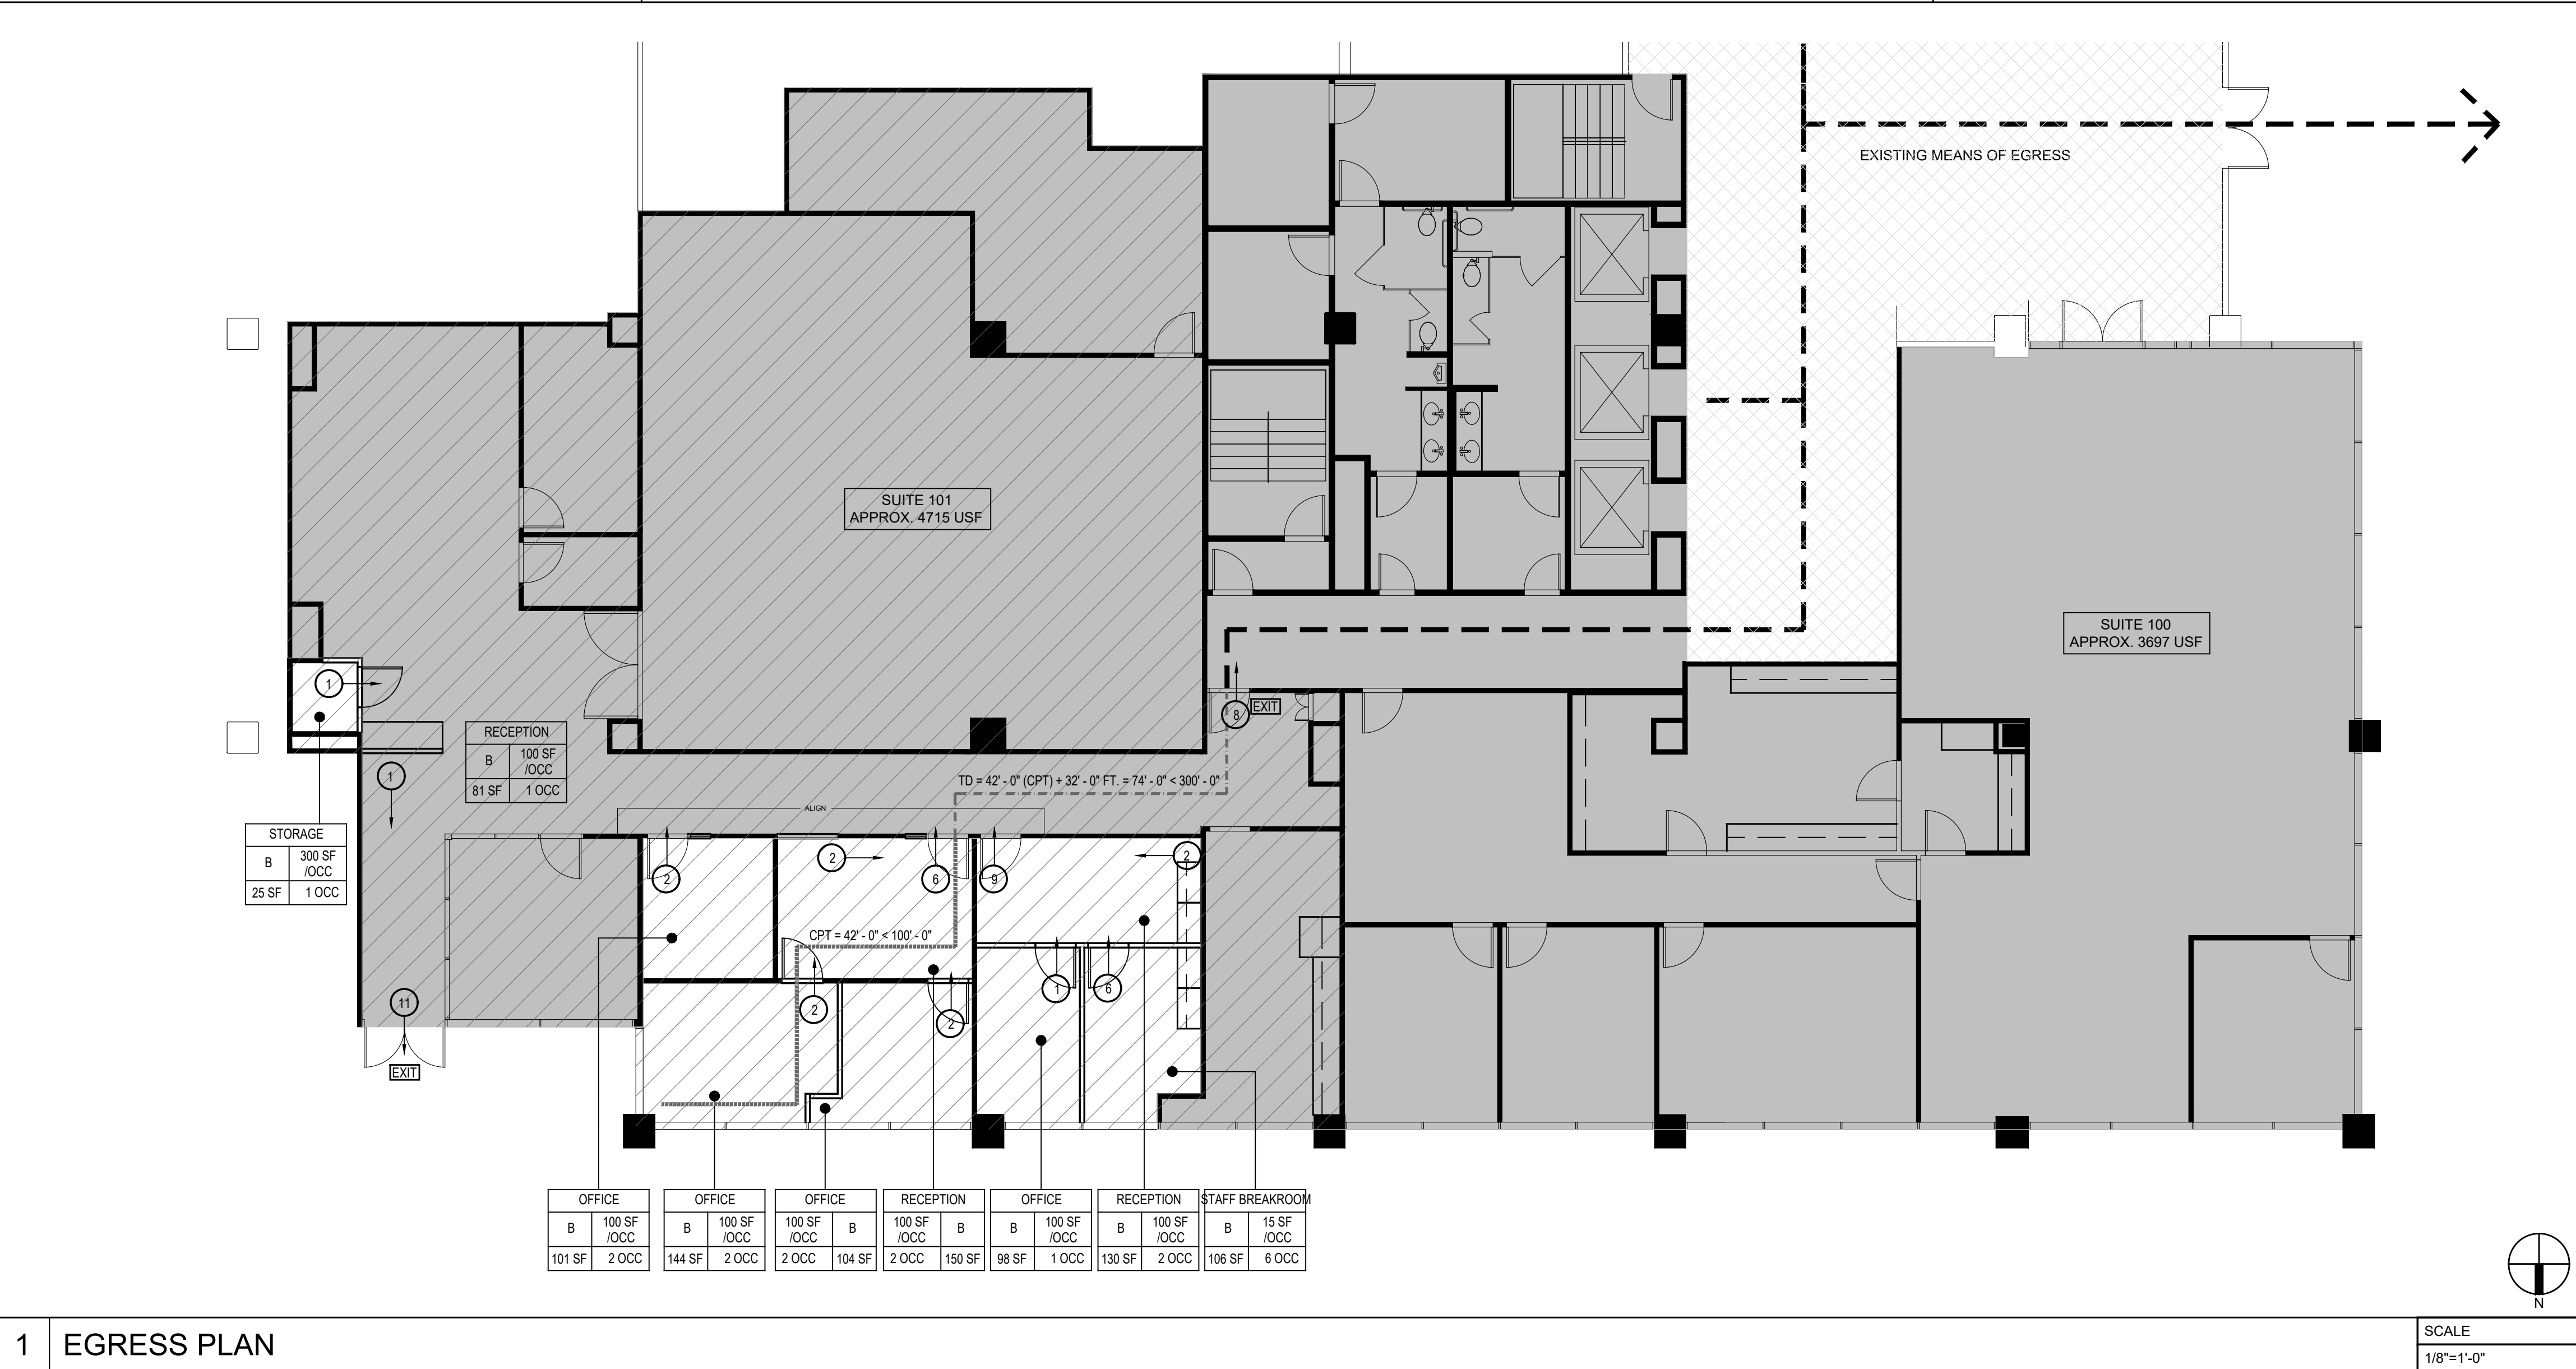 EXISTING MEANS OF EGRESS
SUITE 101
APPROX. 4715 USF
SUITE 100
APPROX. 3697 USF
1
8
EXIT
RECEPTION
B
100 SF
/OCC
81 SF
1 OCC
1
TD = 42' - 0" (CPT) + 32' - 0" FT. = 74' - 0" < 300' - 0"
ALIGN
STORAGE
B
300 SF
/OCC
25 SF
1 OCC
2
2
2
6
9
CPT = 42' - 0" < 100' - 0"
1
6
11
2
2
EXIT
OFFICE
B
100 SF
/OCC
101 SF
2 OCC
OFFICE
B
100 SF
/OCC
144 SF
2 OCC
OFFICE
100 SF
/OCC
B
2 OCC
104 SF
RECEPTION
100 SF
/OCC
B
2 OCC
150 SF
OFFICE
B
100 SF
/OCC
98 SF
1 OCC
RECEPTION
B
100 SF
/OCC
130 SF
2 OCC
STAFF BREAKROOM
B
15 SF
/OCC
106 SF
6 OCC
N
1
EGRESS PLAN
SCALE
1/8"=1'-0"